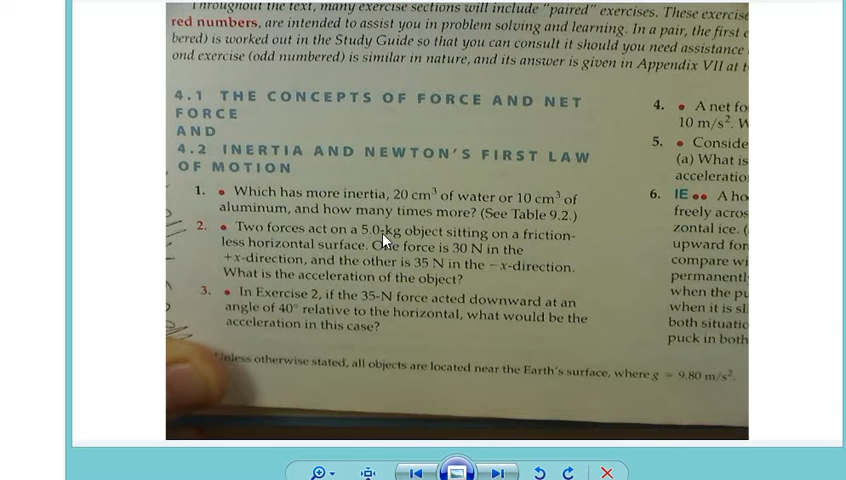 Throughout the text, many exercise sections will include "paired" exercises. These exercise
red numbers, are intended to assist you in problem solving and learning. In a pair, the first e
bered) is worked out in the Study Guide so that you can consult it should you need assistance
ond exercise (odd numbered) is similar in nature, and its answer is given in Appendix VII at t
4.1 THE CONCEPTS OF FORCE AND NET
FORCE
AND
4.2 INERTIA AND NEWTON'S FIRST LAW
OF MOTION
1. • Which has more inertia, 20 cm³ of water or 10 cm³ of
aluminum, and how many times more? (See Table 9.2.)
2. • Two forces act on a 5.0-kg object sitting on a friction-
less horizontal surface. One force is 30 N in the
+x-direction, and the other is 35 N in the −x-direction.
What is the acceleration of the object?
3. • In Exercise 2, if the 35-N force acted downward at an
angle of 40° relative to the horizontal, what would be the
acceleration in this case?
4. • A net fo
10 m/s². W
5. • Conside
(a) What is
acceleratio
6. IE •• A ho
freely acros
zontal ice. (
upward for
compare wi
permanentl
when the pu
when it is sl
both situatio
puck in both
Unless otherwise stated, all objects are located near the Earth's surface, where g = 9.80 m/s².